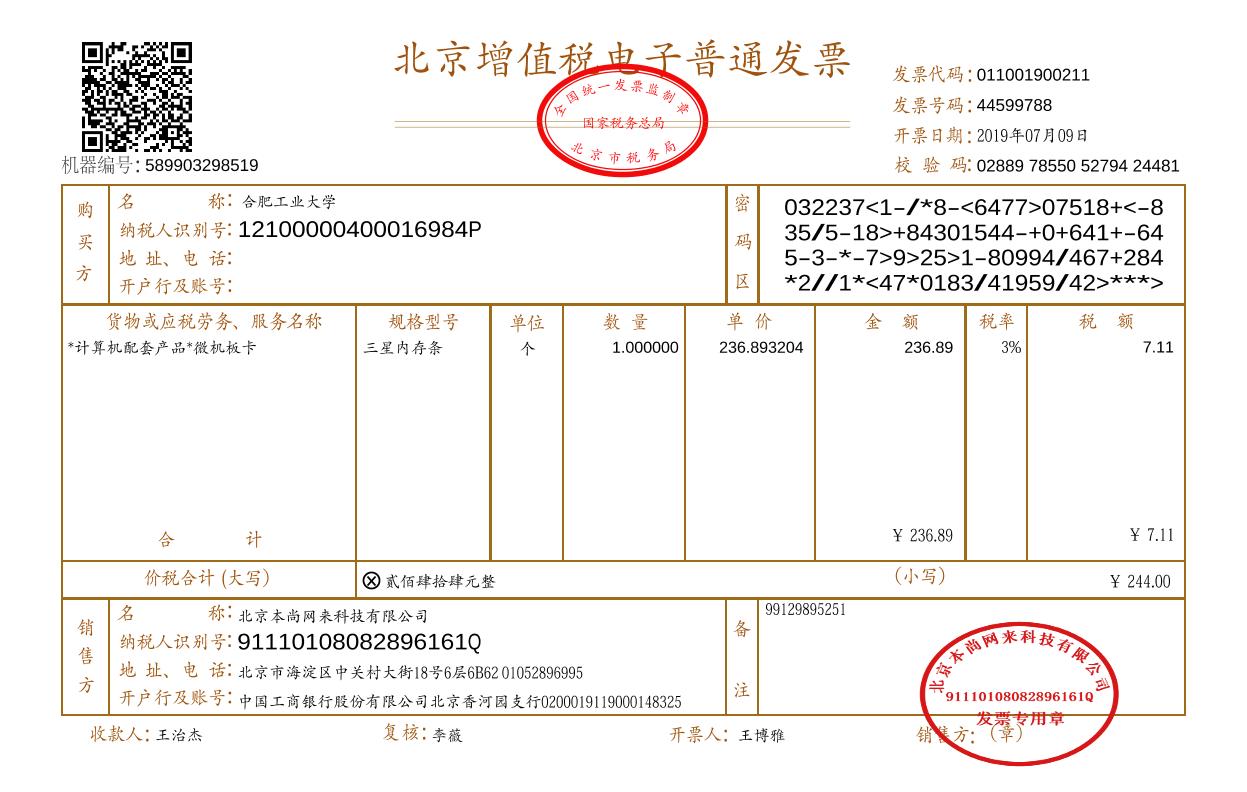 北京增值税电子普通发票
全国统一发票监制章
国家税务总局
北京市税务局
发票代码:011001900211
发票号码:44599788
开票日期:2019年07月09日
校 验 码:02889 78550 52794 24481
机器编号:589903298519
购买方
名 称:合肥工业大学
纳税人识别号:12100000400016984P
地 址、电 话:
开户行及账号:
密码区
032237<1-/*8-<6477>07518+<-8
35/5-18>+84301544-+0+641+-64
5-3-*-7>9>25>1-80994/467+284
*2//1*<47*0183/41959/42>***>
货物或应税劳务、服务名称 规格型号 单位 数 量 单 价 金 额 税率 税 额
*计算机配套产品*微机板卡 三星内存条 个 1.000000 236.893204 236.89 3% 7.11
合 计 ¥ 236.89 ¥ 7.11
价税合计 (大写) ⊗ 贰佰肆拾肆元整 (小写) ¥ 244.00
销售方
名 称:北京本尚网来科技有限公司
纳税人识别号:91110108082896161Q
地 址、电 话:北京市海淀区中关村大街18号6层6B62 01052896995
开户行及账号:中国工商银行股份有限公司北京香河园支行0200019119000148325
备注
99129895251
北京本尚网来科技有限公司
91110108082896161Q
发票专用章
收款人:王治杰 复核:李薇 开票人:王博雅 销售方:(章)